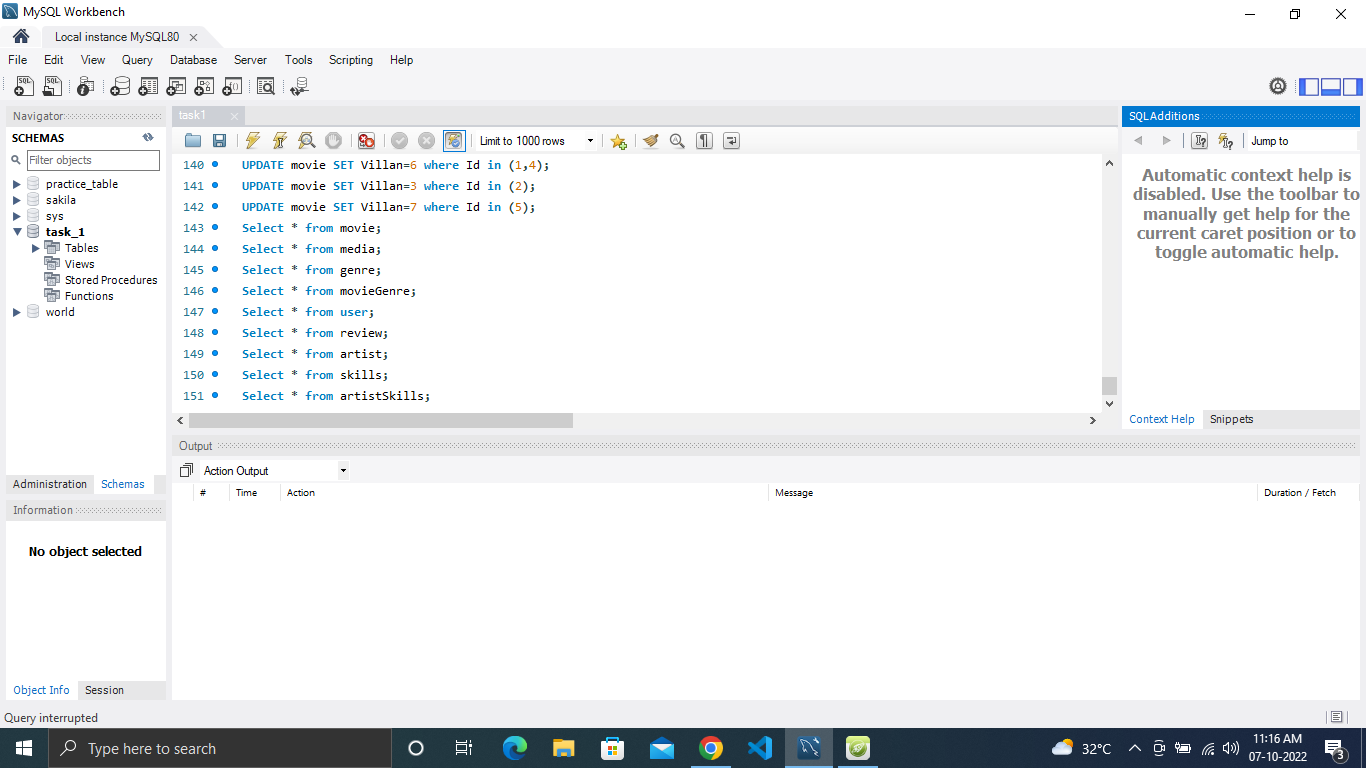 MySQL Workbench
Local instance MySQL80
File Edit View Query Database Server Tools Scripting Help
Navigator
SCHEMAS
Filter objects
practice_table
sakila
sys
task_1
Tables
Views
Stored Procedures
Functions
world
Administration Schemas
Information
No object selected
Object Info Session
Query interrupted
task1
Limit to 1000 rows
140 UPDATE movie SET Villan=6 where Id in (1,4);
141 UPDATE movie SET Villan=3 where Id in (2);
142 UPDATE movie SET Villan=7 where Id in (5);
143 Select * from movie;
144 Select * from media;
145 Select * from genre;
146 Select * from movieGenre;
147 Select * from user;
148 Select * from review;
149 Select * from artist;
150 Select * from skills;
151 Select * from artistSkills;
Output
Action Output
# Time Action Message Duration / Fetch
SQLAdditions
Jump to
Automatic context help is
disabled. Use the toolbar to
manually get help for the
current caret position or to
toggle automatic help.
Context Help Snippets
Type here to search
32°C
11:16 AM
07-10-2022
3